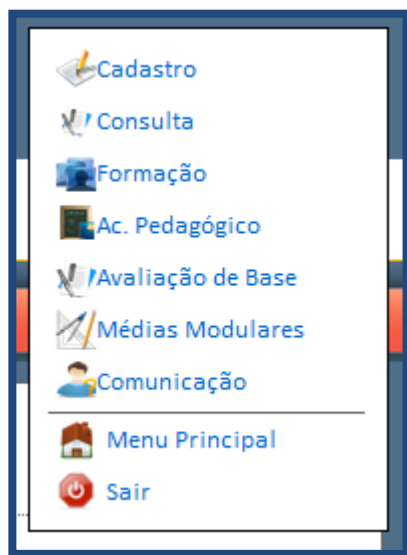 Cadastro
Consulta
Formação
Ac. Pedagógico
Avaliação de Base
Médias Modulares
Comunicação
Menu Principal
Sair